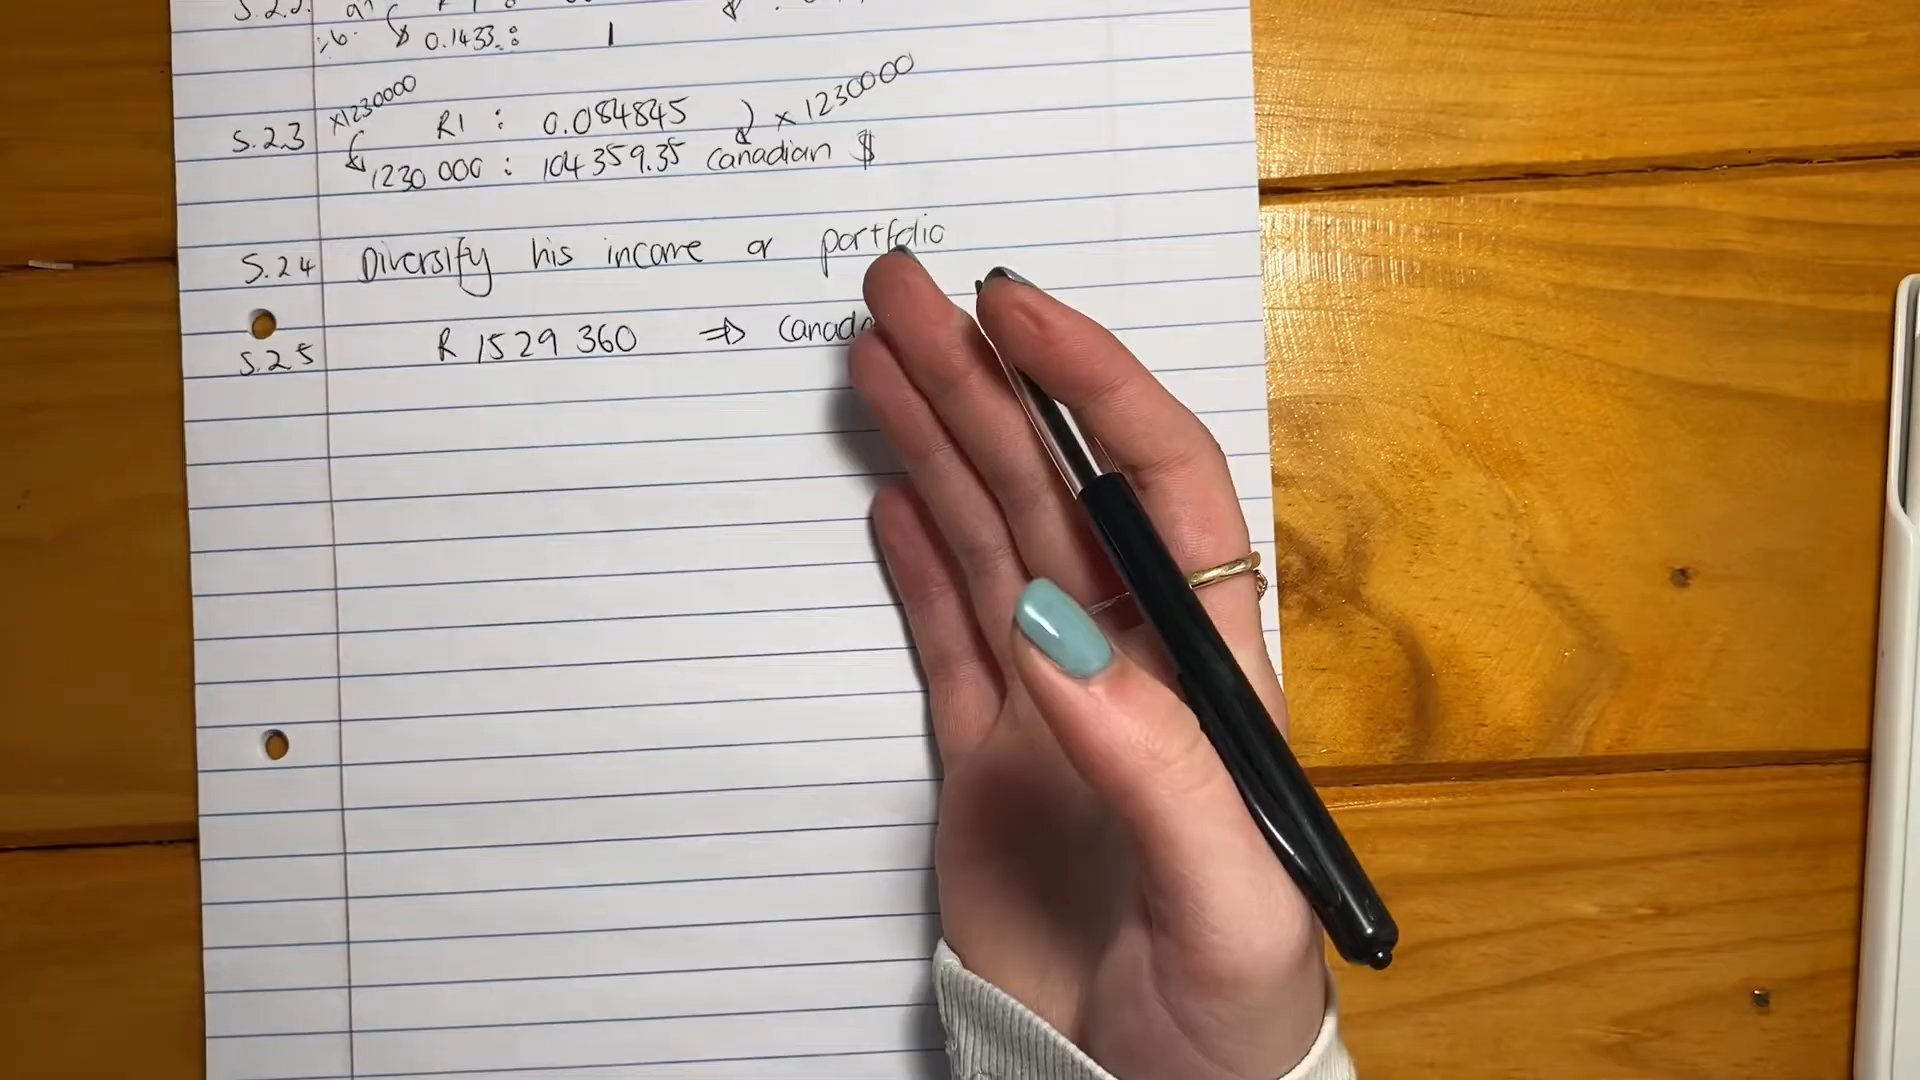 0.1433 : 1
x1230000 x 1230000
5.2.3 R1 : 0.084845
1230 000 : 104 359.35 Canadian $
5.2.4 Diversify his income or portfolio
5.2.5 R 1529 360 ⇒ Canad